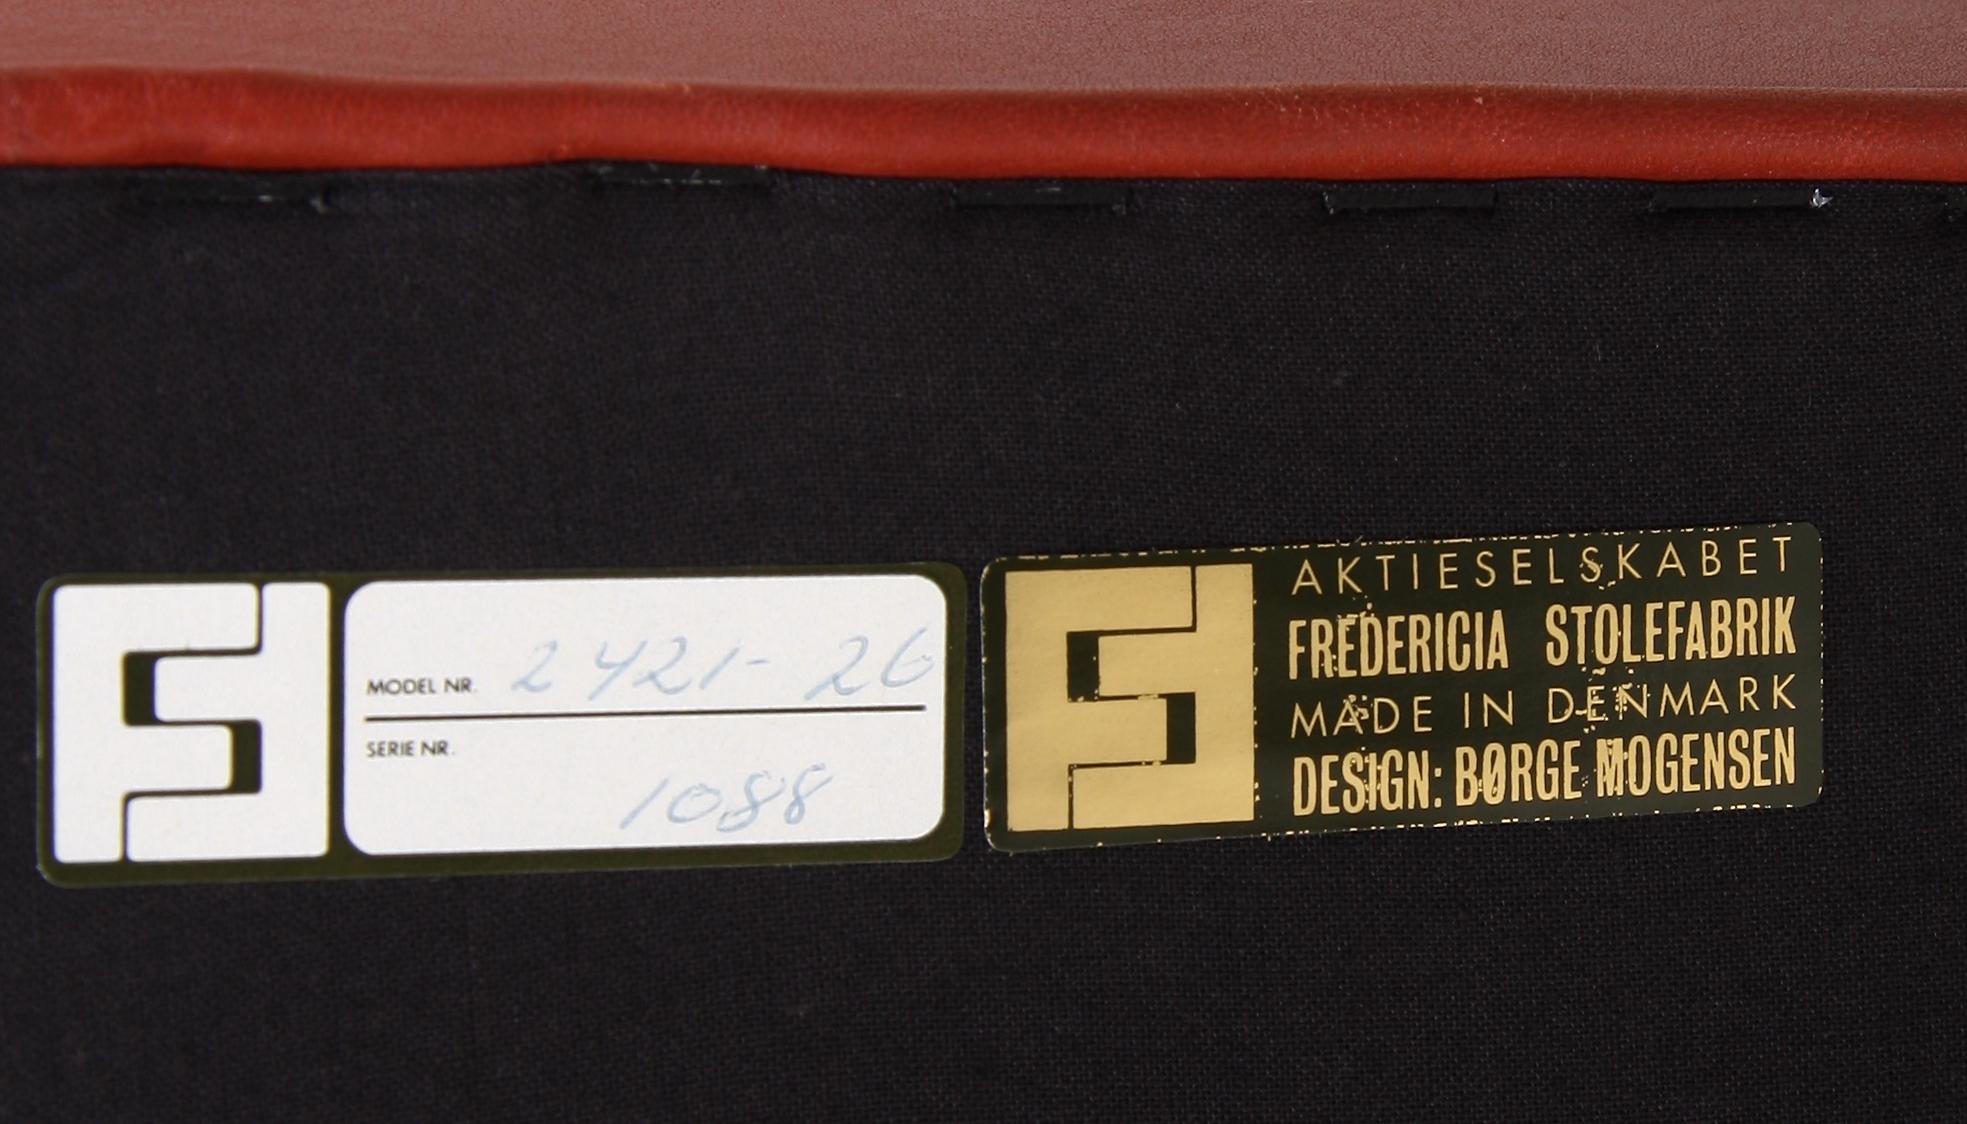 MODEL NR. 2421-26
SERIE NR.
1088
AKTIESELSKABET
FREDERICIA STOLEFABRIK
MADE IN DENMARK
DESIGN: BØRGE MOGENSEN